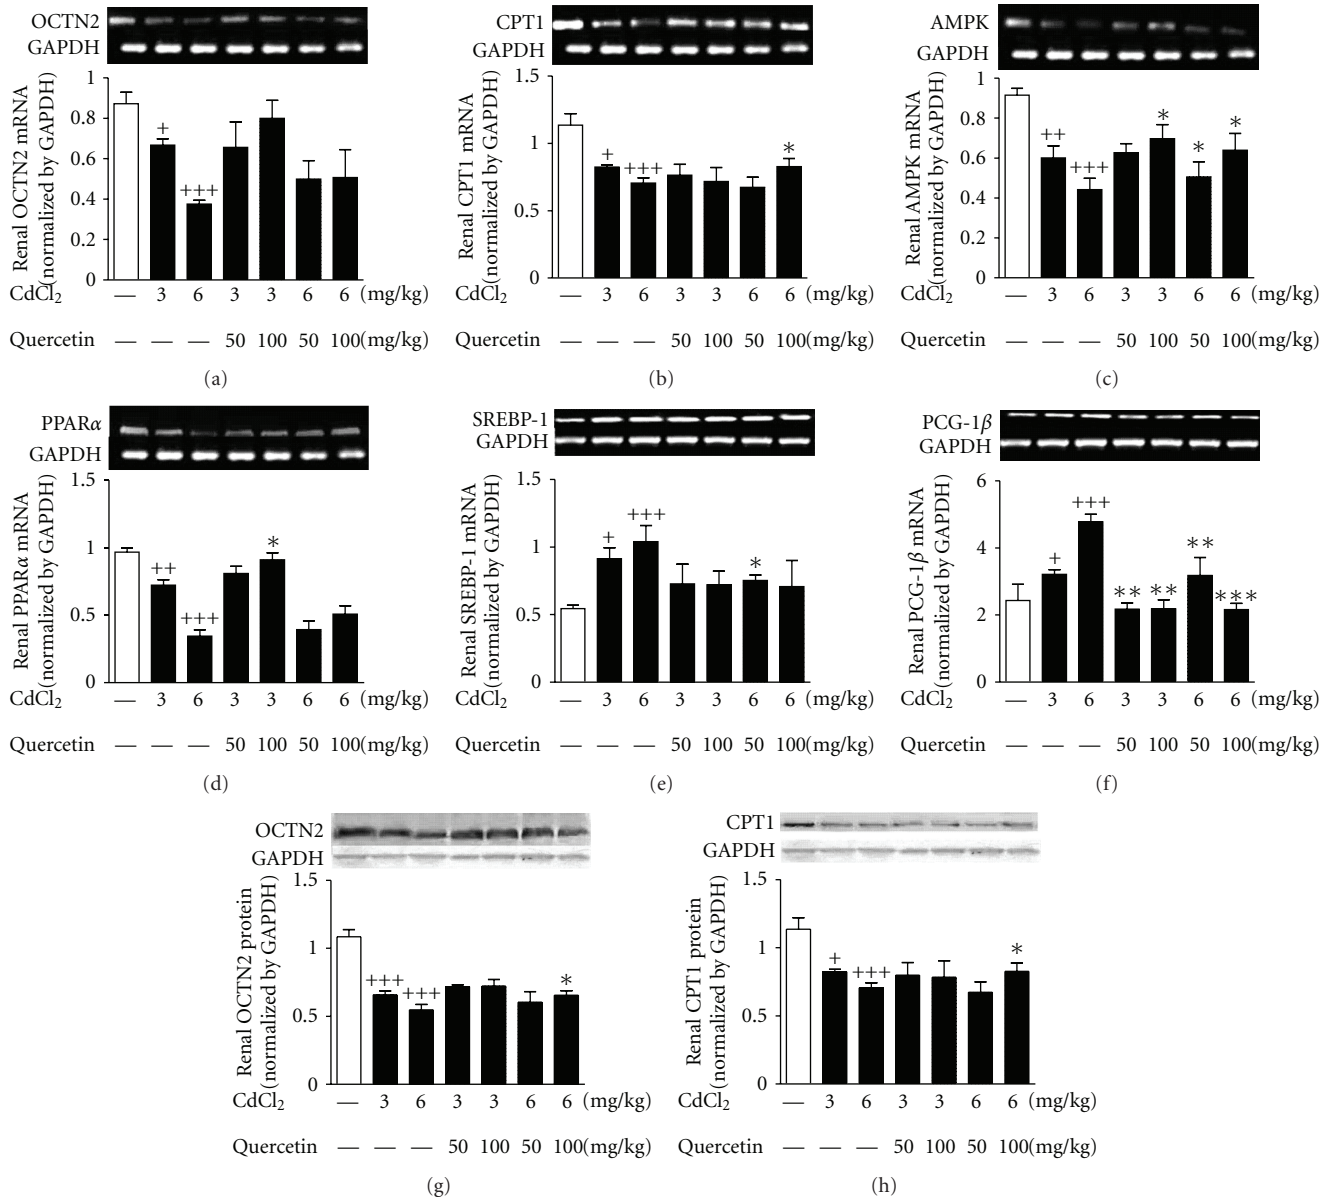 OCTN2
GAPDH
Renal OCTN2 mRNA
(normalized by GAPDH)
1
0.8
0.6
0.4
0.2
0
+
+++
CdCl2 — 3 6 3 3 6 6 (mg/kg)
Quercetin — — — 50 100 50 100(mg/kg)
(a)
CPT1
GAPDH
Renal CPT1 mRNA
(normalized by GAPDH)
1.5
1
0.5
0
+
+++
*
CdCl2 — 3 6 3 3 6 6 (mg/kg)
Quercetin — — — 50 100 50 100(mg/kg)
(b)
AMPK
GAPDH
Renal AMPK mRNA
(normalized by GAPDH)
1
0.8
0.6
0.4
0.2
0
++
+++
*
*
*
CdCl2 — 3 6 3 3 6 6 (mg/kg)
Quercetin — — — 50 100 50 100(mg/kg)
(c)
PPARα
GAPDH
Renal PPARα mRNA
(normalized by GAPDH)
1.5
1
0.5
0
++
+++
*
CdCl2 — 3 6 3 3 6 6 (mg/kg)
Quercetin — — — 50 100 50 100(mg/kg)
(d)
SREBP-1
GAPDH
Renal SREBP-1 mRNA
(normalized by GAPDH)
1.5
1
0.5
0
+
+++
*
CdCl2 — 3 6 3 3 6 6 (mg/kg)
Quercetin — — — 50 100 50 100(mg/kg)
(e)
PCG-1β
GAPDH
Renal PCG-1β mRNA
(normalized by GAPDH)
6
4
2
0
+
+++
**
**
**
***
CdCl2 — 3 6 3 3 6 6 (mg/kg)
Quercetin — — — 50 100 50 100(mg/kg)
(f)
OCTN2
GAPDH
Renal OCTN2 protein
(normalized by GAPDH)
1.5
1
0.5
0
+++
+++
*
CdCl2 — 3 6 3 3 6 6 (mg/kg)
Quercetin — — — 50 100 50 100(mg/kg)
(g)
CPT1
GAPDH
Renal CPT1 protein
(normalized by GAPDH)
1.5
1
0.5
0
+
+++
*
CdCl2 — 3 6 3 3 6 6 (mg/kg)
Quercetin — — — 50 100 50 100(mg/kg)
(h)